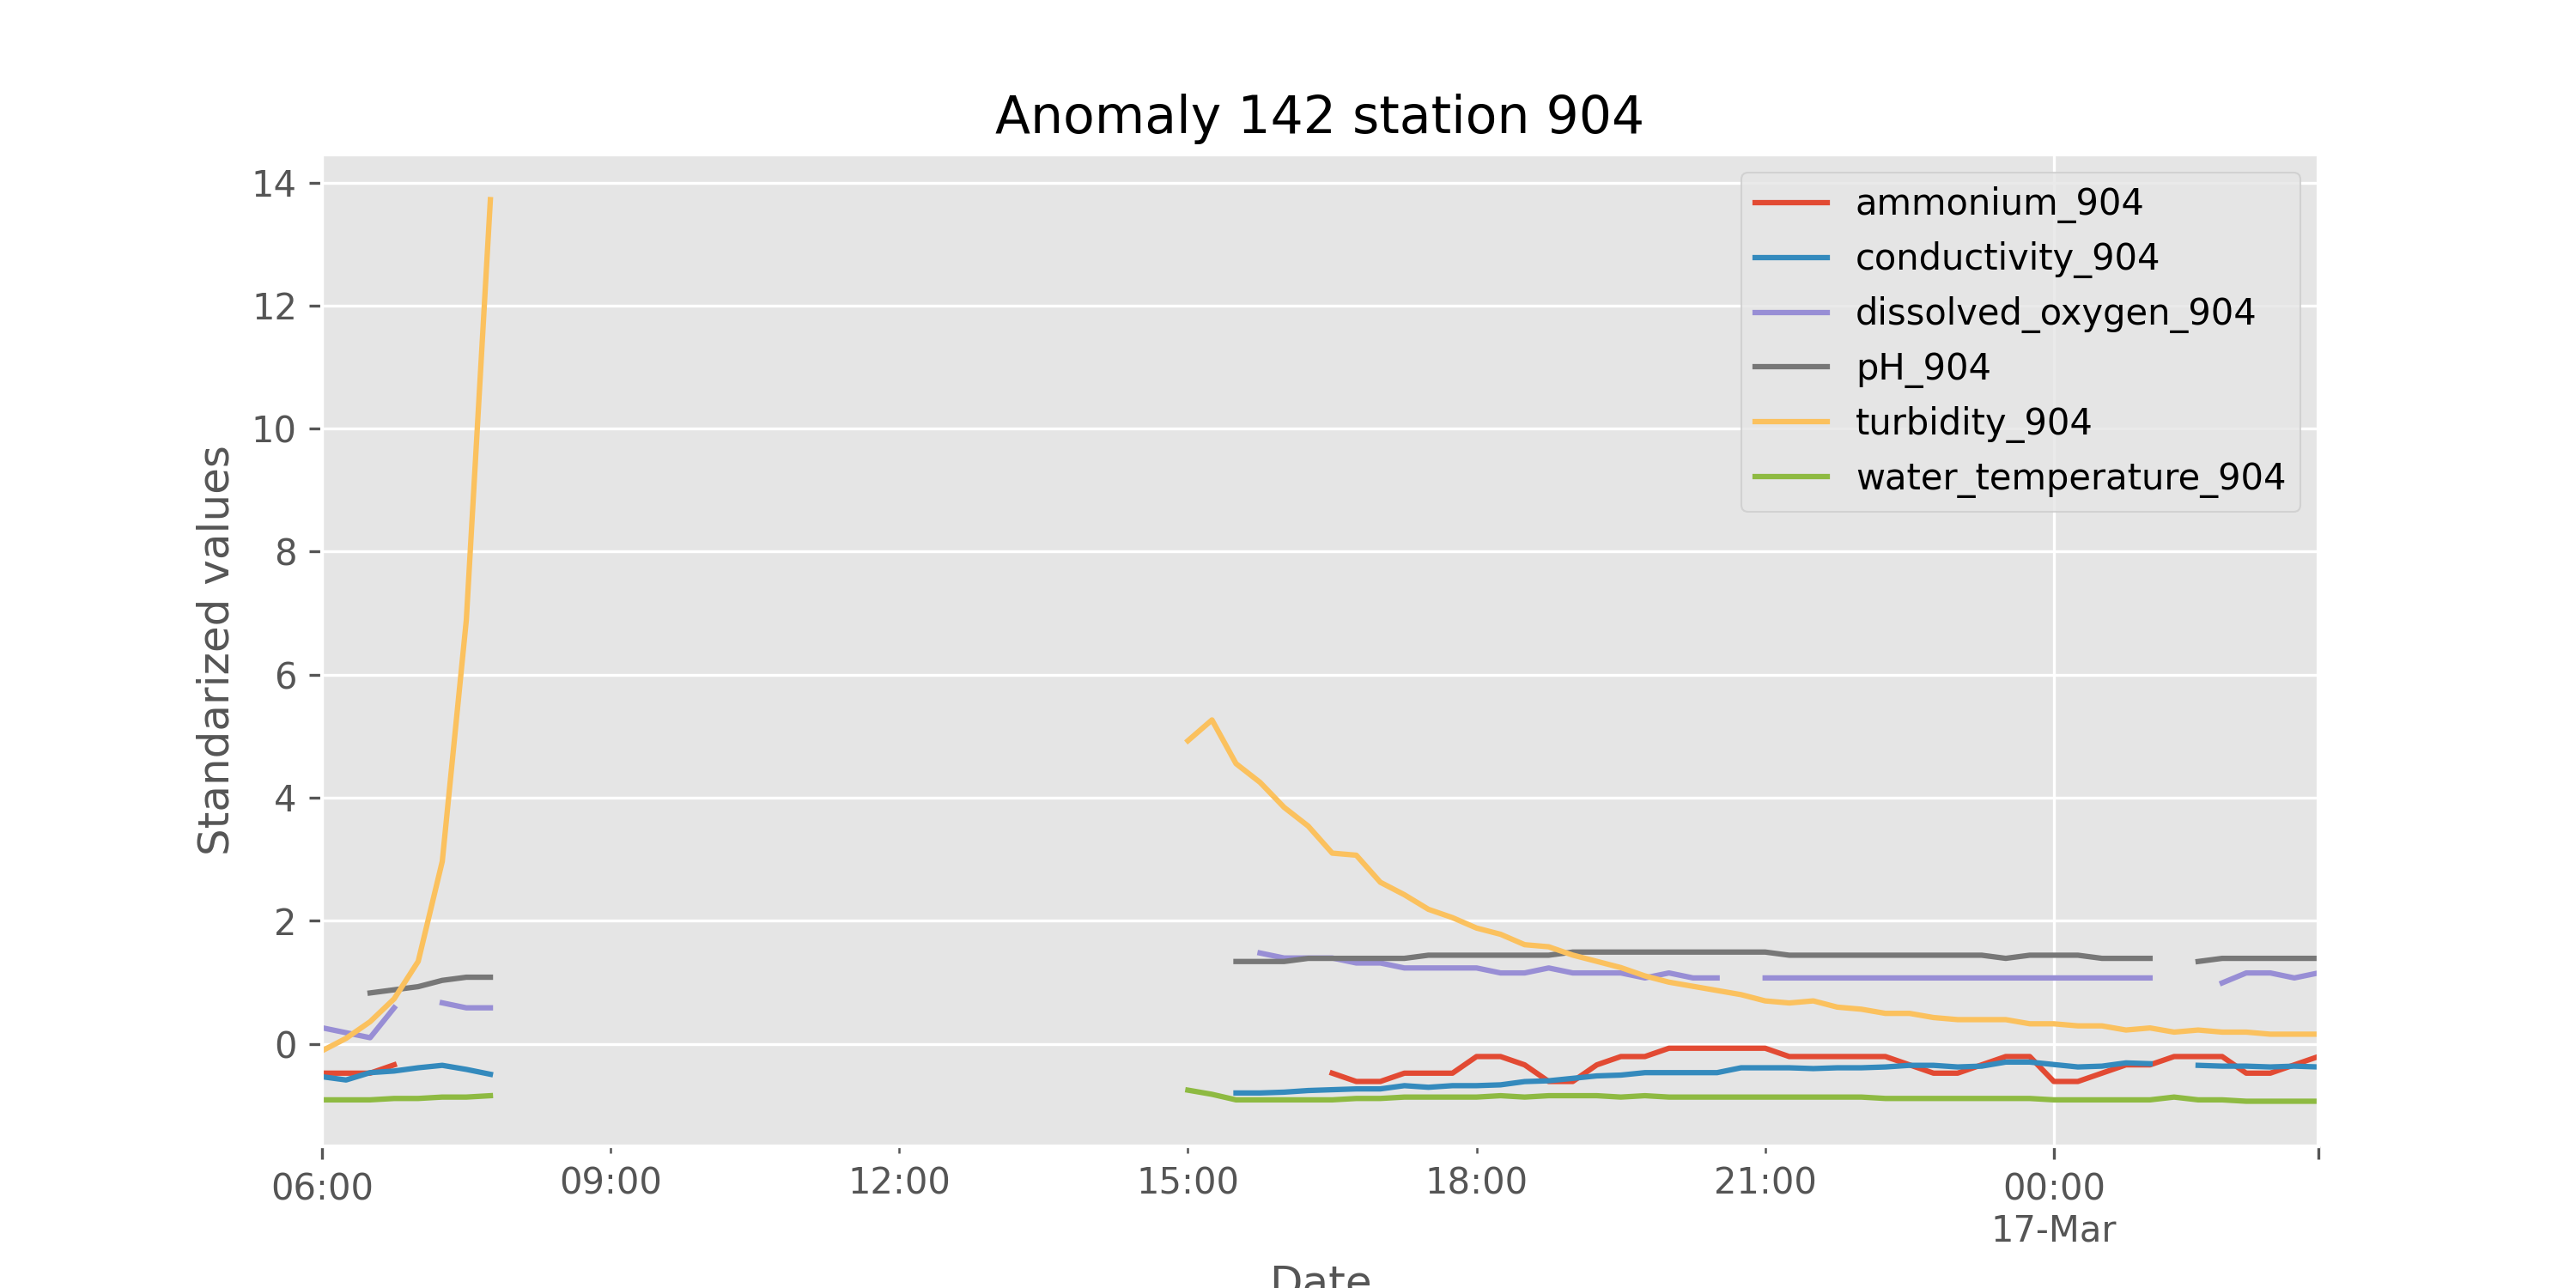 Anomaly 142 station 904
14
12
10
8
6
4
2
0
Standarized values
ammonium_904
conductivity_904
dissolved_oxygen_904
pH_904
turbidity_904
water_temperature_904
06:00 09:00 12:00 15:00 18:00 21:00 00:00
17-Mar
Date